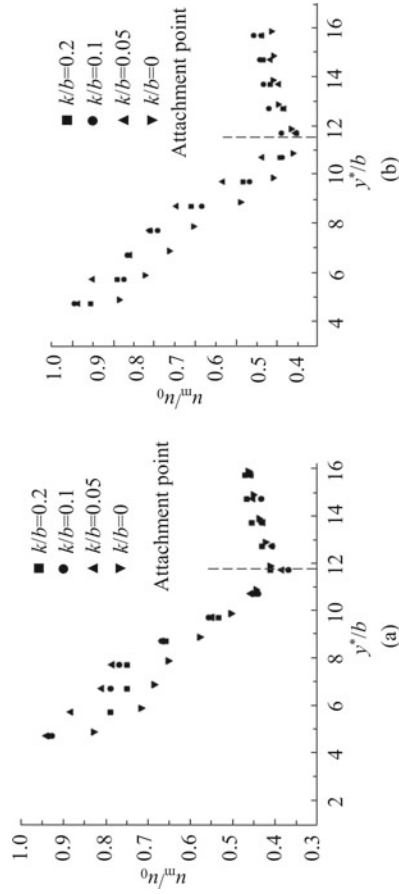 1.0
0.9
0.8
0.7
0.6
0.5
0.4
0.3
u_m/u_0
k/b=0.2
k/b=0.1
k/b=0.05
k/b=0
Attachment point
2 4 6 8 10 12 14 16
y*/b
(a)
1.0
0.9
0.8
0.7
0.6
0.5
0.4
u_m/u_0
k/b=0.2
k/b=0.1
k/b=0.05
k/b=0
Attachment point
4 6 8 10 12 14 16
y*/b
(b)